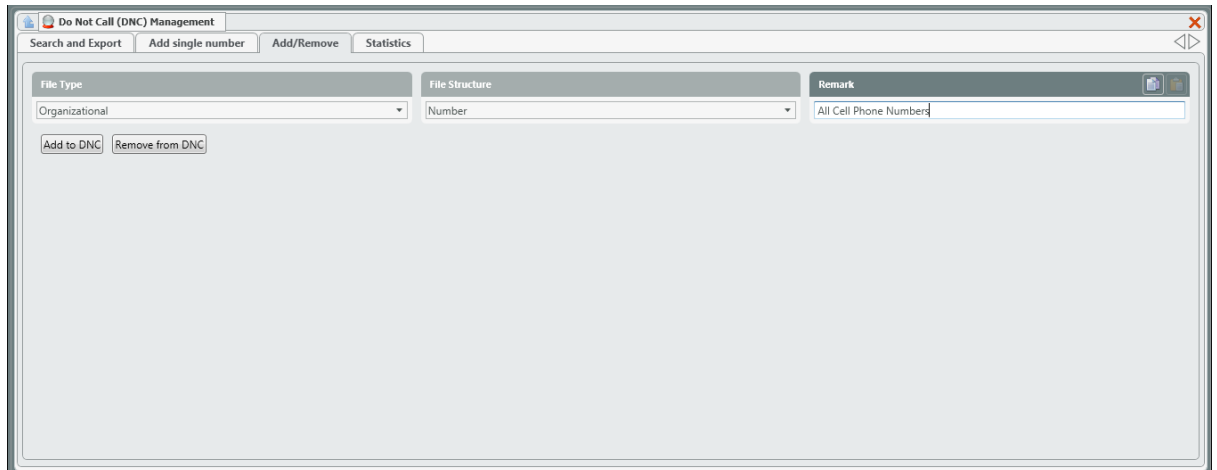 Do Not Call (DNC) Management
Search and Export Add single number Add/Remove Statistics
File Type File Structure Remark
Organizational Number All Cell Phone Numbers
Add to DNC Remove from DNC